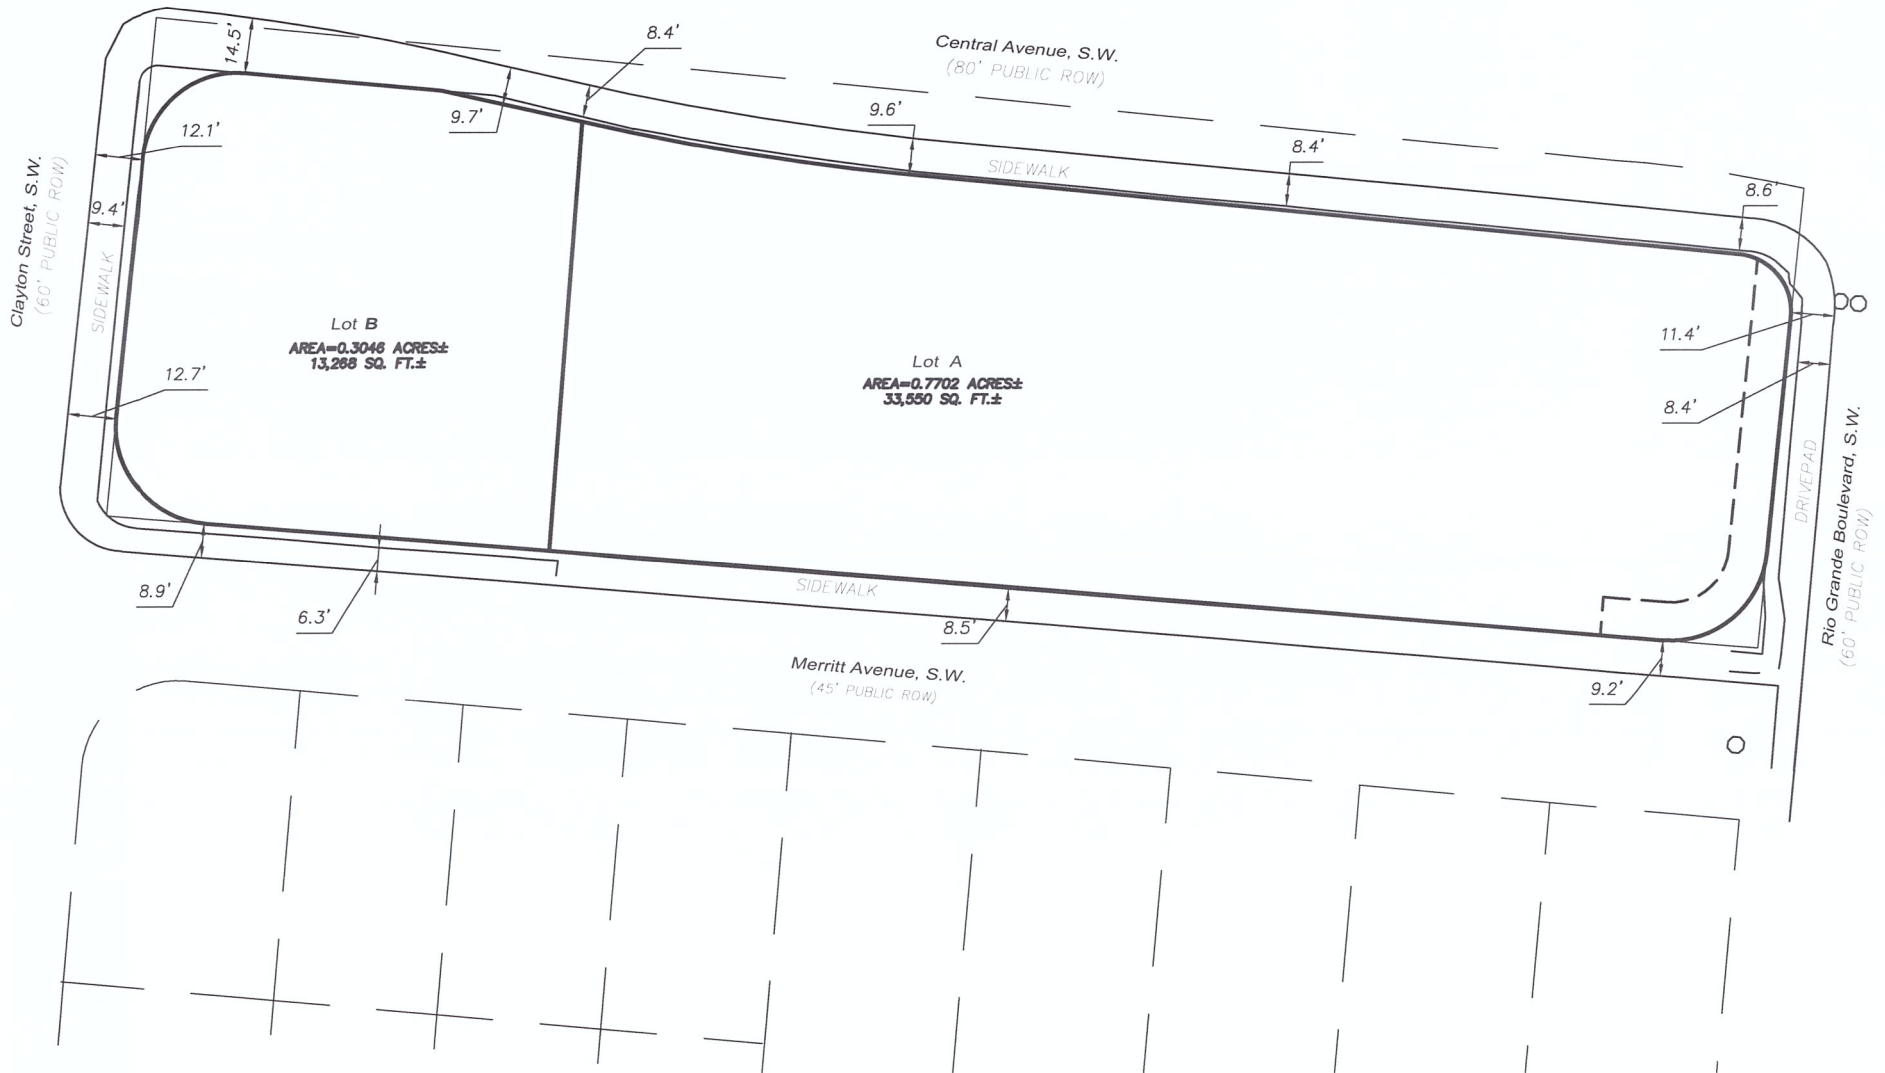 14.5'
8.4'
Central Avenue, S.W.
(80' PUBLIC ROW)
9.7'
9.6'
12.1'
8.4'
SIDEWALK
8.6'
Clayton Street, S.W.
(60' PUBLIC ROW)
9.4'
SIDEWALK
Lot B
AREA=0.3046 ACRES±
13,268 SQ. FT.±
Lot A
AREA=0.7702 ACRES±
33,550 SQ. FT.±
11.4'
12.7'
8.4'
DRIVEPAD
Rio Grande Boulevard, S.W.
(60' PUBLIC ROW)
8.9'
6.3'
SIDEWALK
8.5'
Merritt Avenue, S.W.
(45' PUBLIC ROW)
9.2'